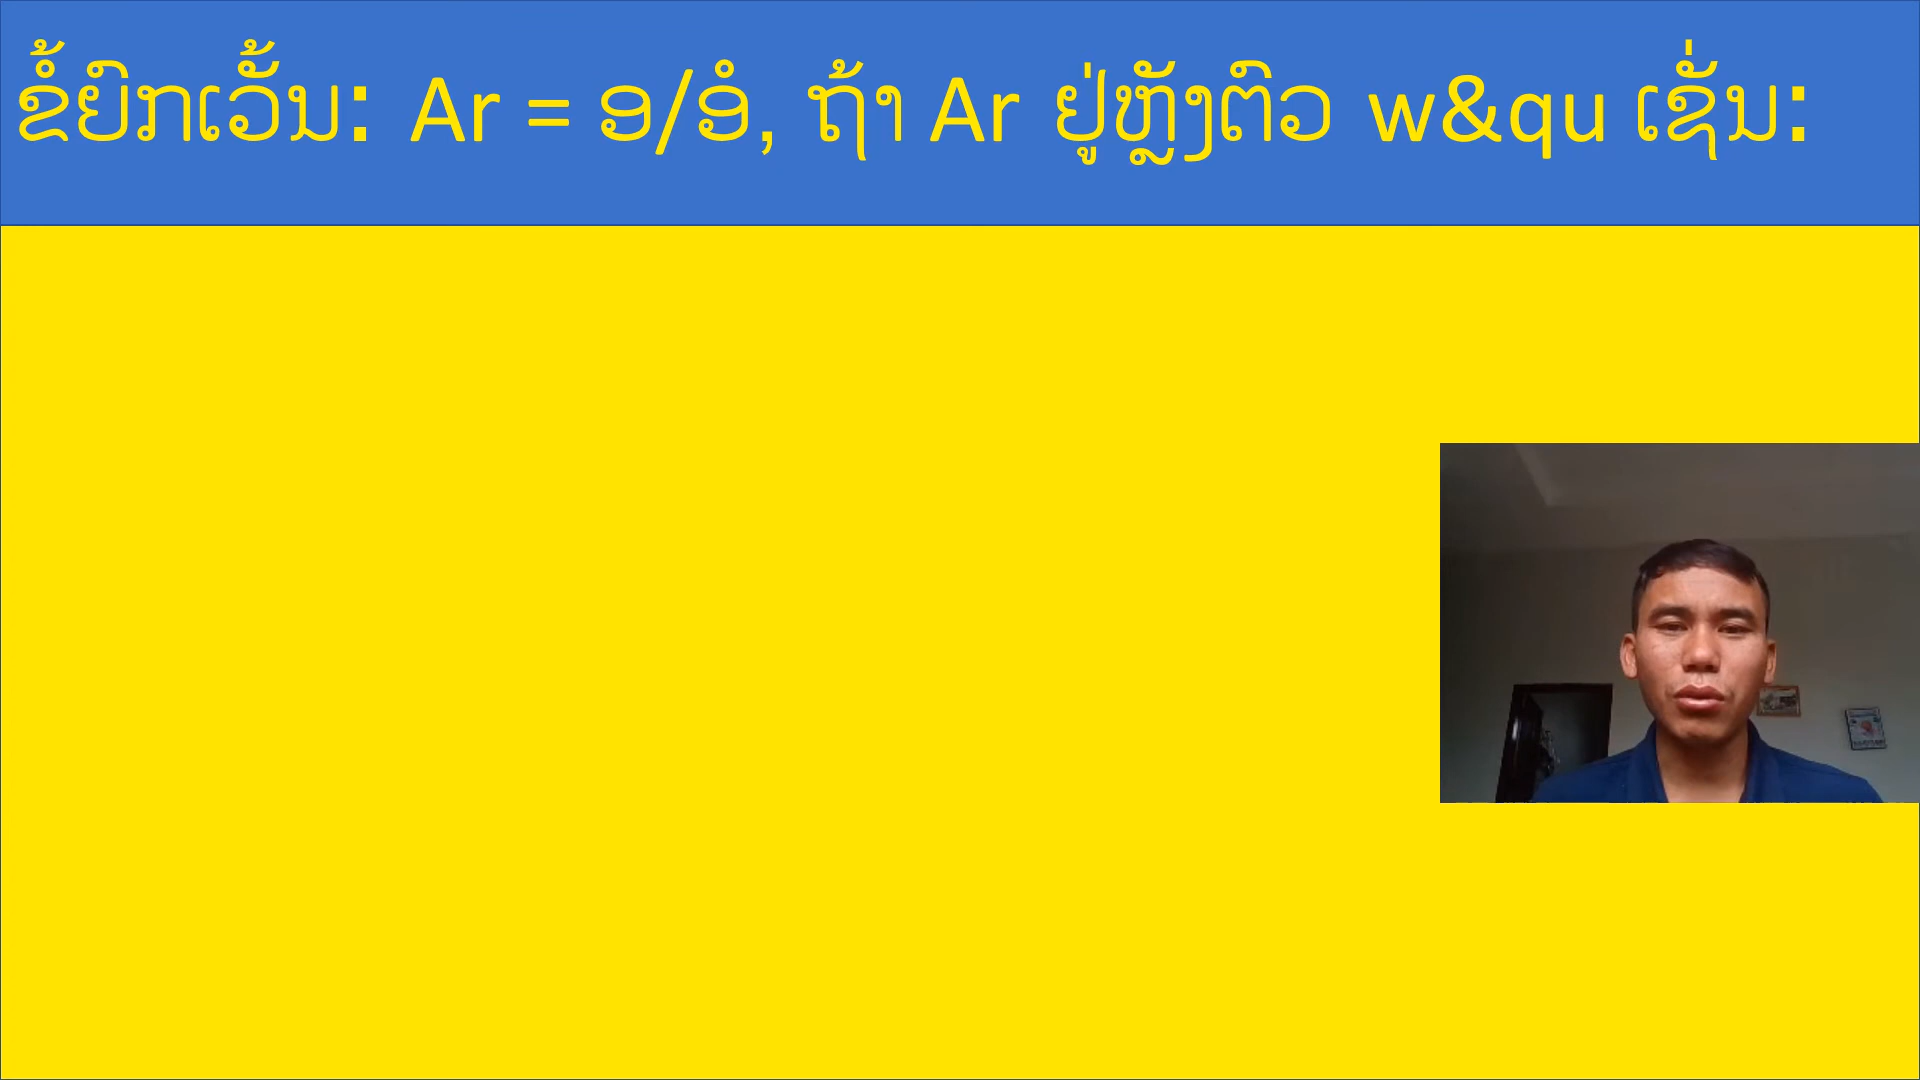 ຂໍ້ຍົກເວັ້ນ: Ar = ອ/ອໍ, ຖ້າ Ar ຢູ່ຫຼັງຕົວ w&qu ເຊັ່ນ: